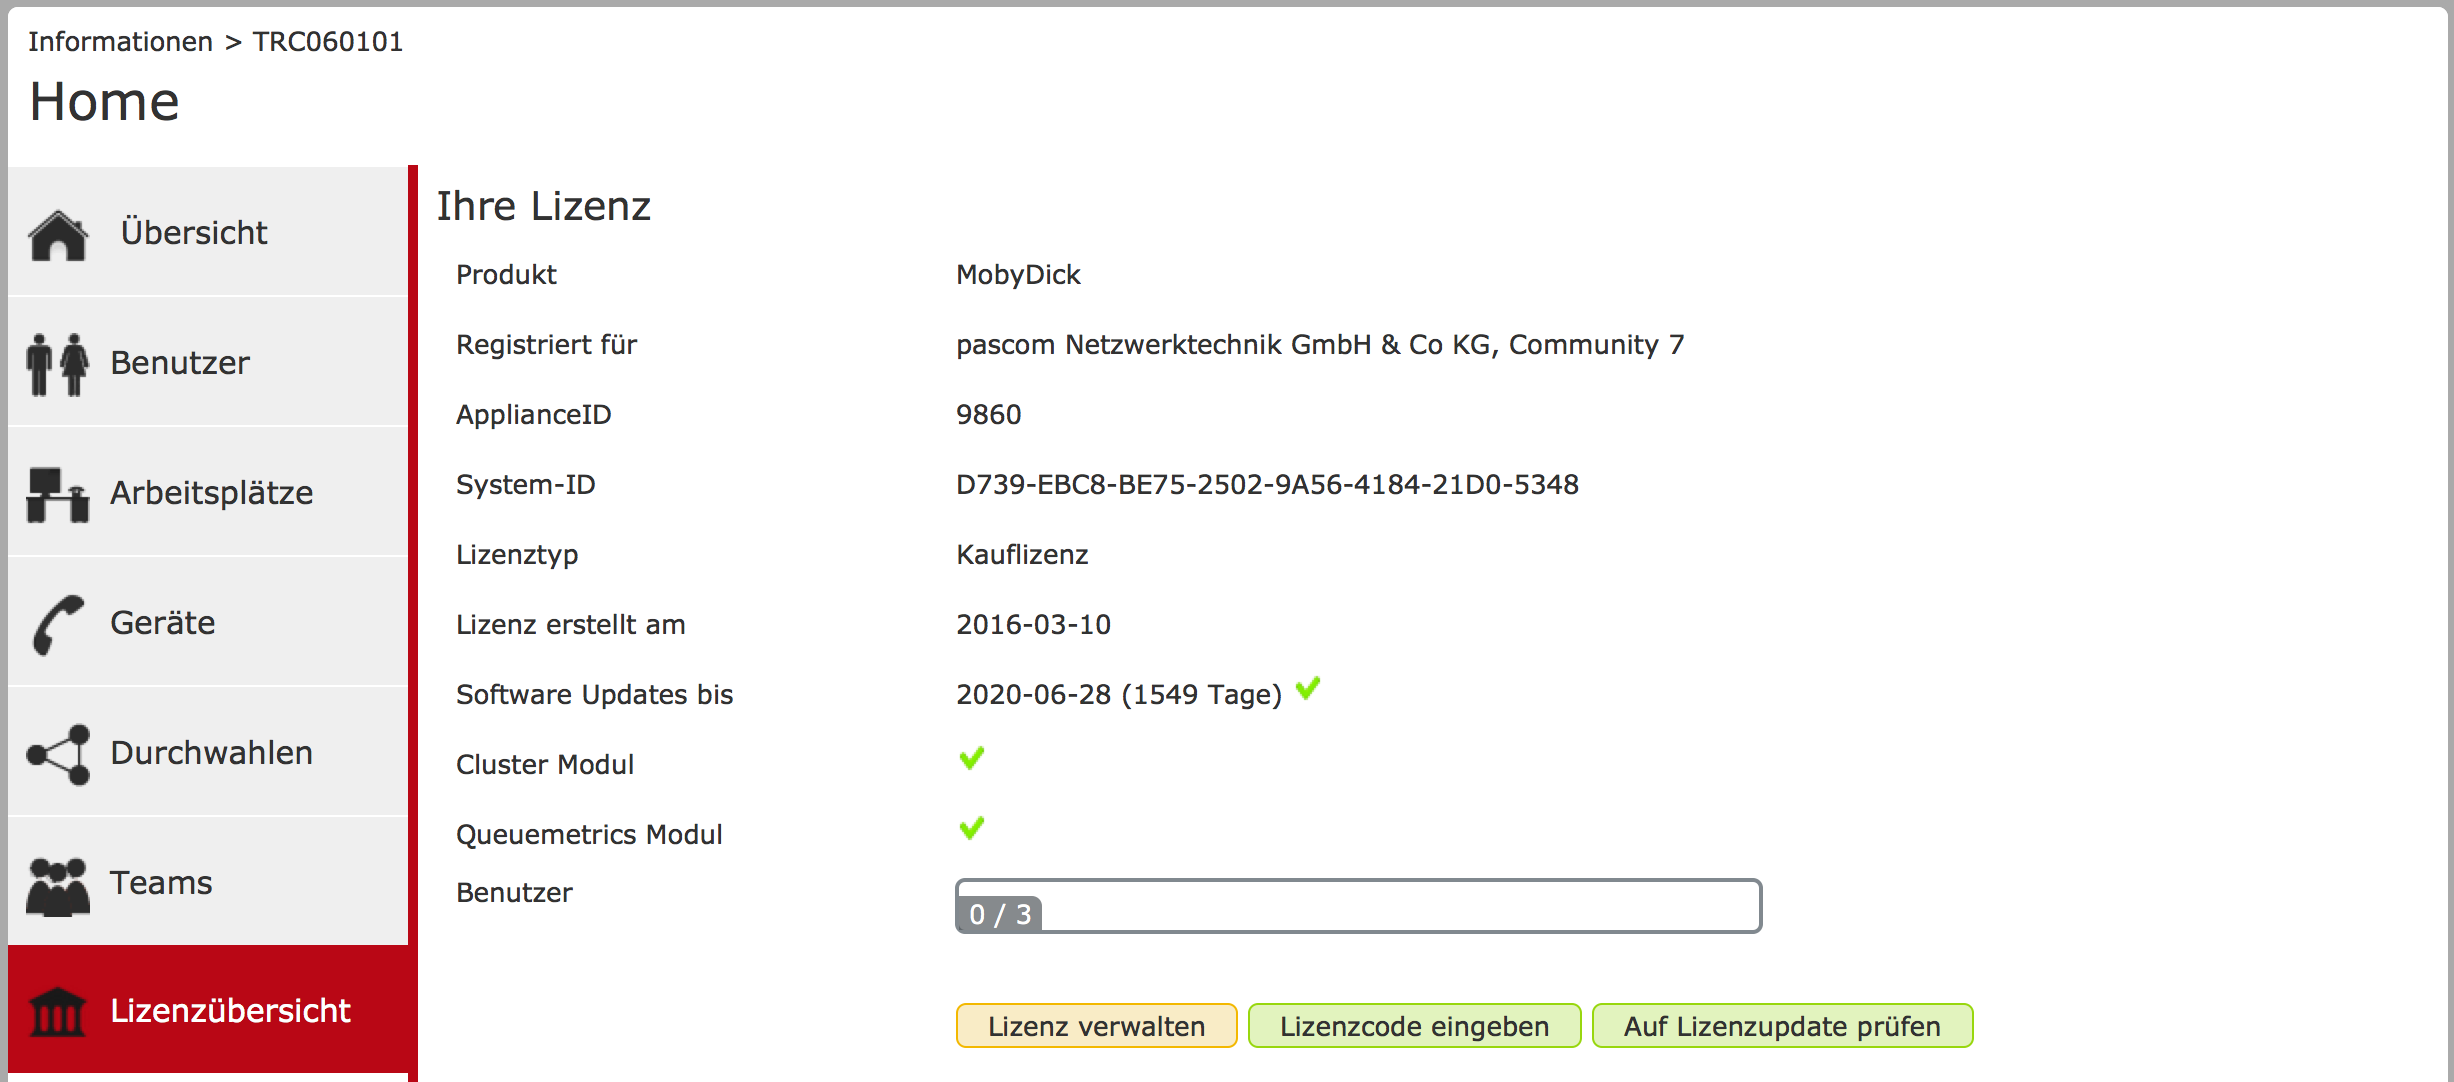 Informationen > TRC060101
Home
Übersicht
Benutzer
Arbeitsplätze
Geräte
Durchwahlen
Teams
Lizenzübersicht
Ihre Lizenz
Produkt MobyDick
Registriert für pascom Netzwerktechnik GmbH & Co KG, Community 7
ApplianceID 9860
System-ID D739-EBC8-BE75-2502-9A56-4184-21D0-5348
Lizenztyp Kauflizenz
Lizenz erstellt am 2016-03-10
Software Updates bis 2020-06-28 (1549 Tage)
Cluster Modul
Queuemetrics Modul
Benutzer 0 / 3
Lizenz verwalten Lizenzcode eingeben Auf Lizenzupdate prüfen